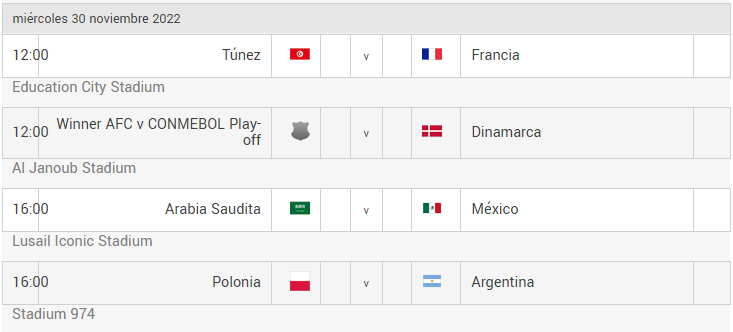 miércoles 30 noviembre 2022
12:00 Túnez v Francia
Education City Stadium
12:00 Winner AFC v CONMEBOL Play-
off v Dinamarca
Al Janoub Stadium
16:00 Arabia Saudita v México
Lusail Iconic Stadium
16:00 Polonia v Argentina
Stadium 974